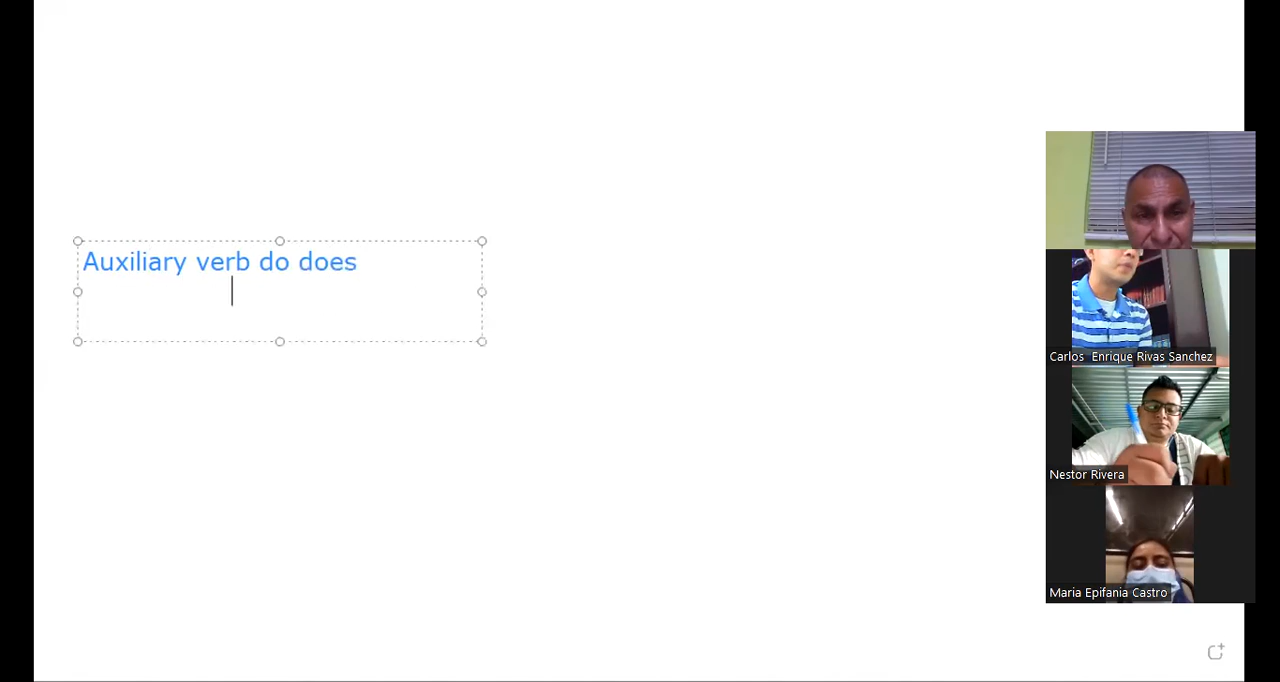 Auxiliary verb do does
Carlos Enrique Rivas Sanchez
Nestor Rivera
Maria Epifania Castro